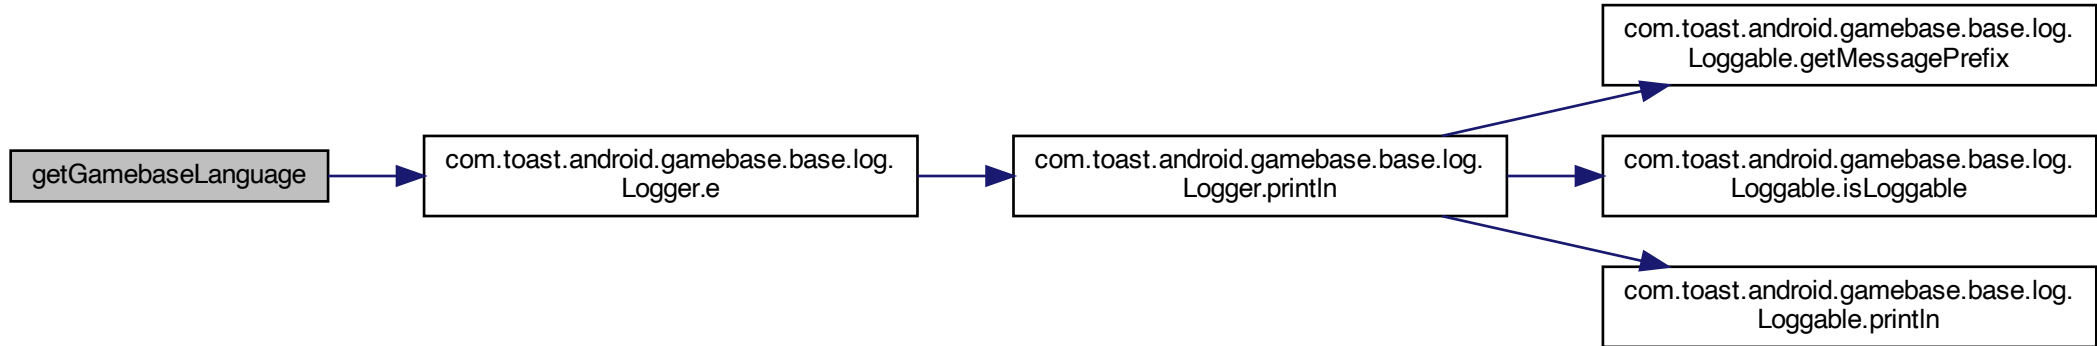 getGamebaseLanguage
com.toast.android.gamebase.base.log.
Logger.e
com.toast.android.gamebase.base.log.
Logger.println
com.toast.android.gamebase.base.log.
Loggable.getMessagePrefix
com.toast.android.gamebase.base.log.
Loggable.isLoggable
com.toast.android.gamebase.base.log.
Loggable.println